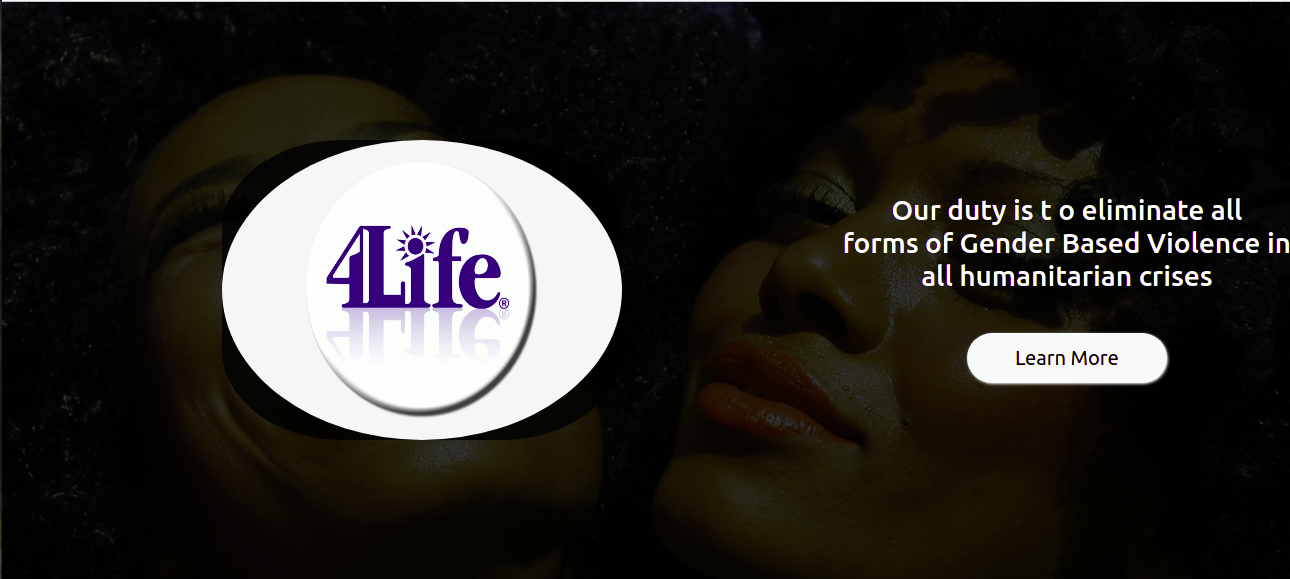 4Life®
Our duty is t o eliminate all
forms of Gender Based Violence in
all humanitarian crises
Learn More